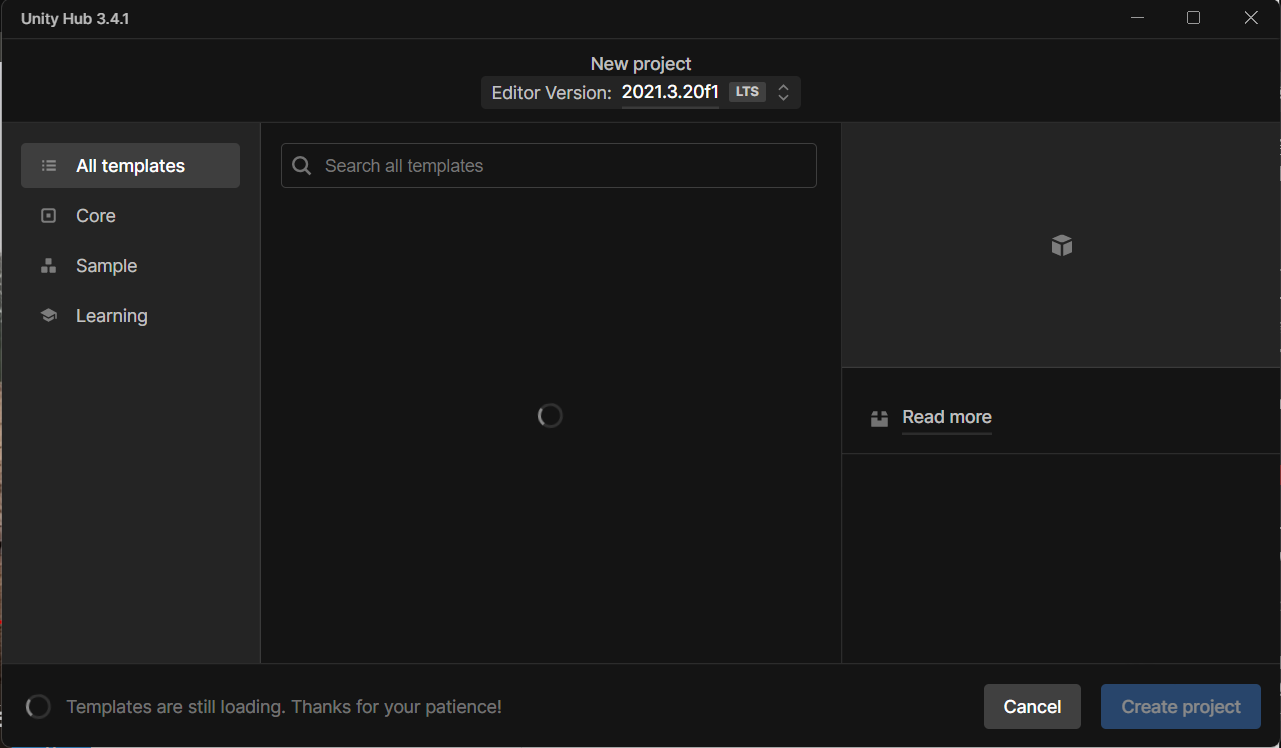 Unity Hub 3.4.1
New project
Editor Version: 2021.3.20f1 LTS
All templates
Core
Sample
Learning
Search all templates
Read more
Templates are still loading. Thanks for your patience!
Cancel
Create project